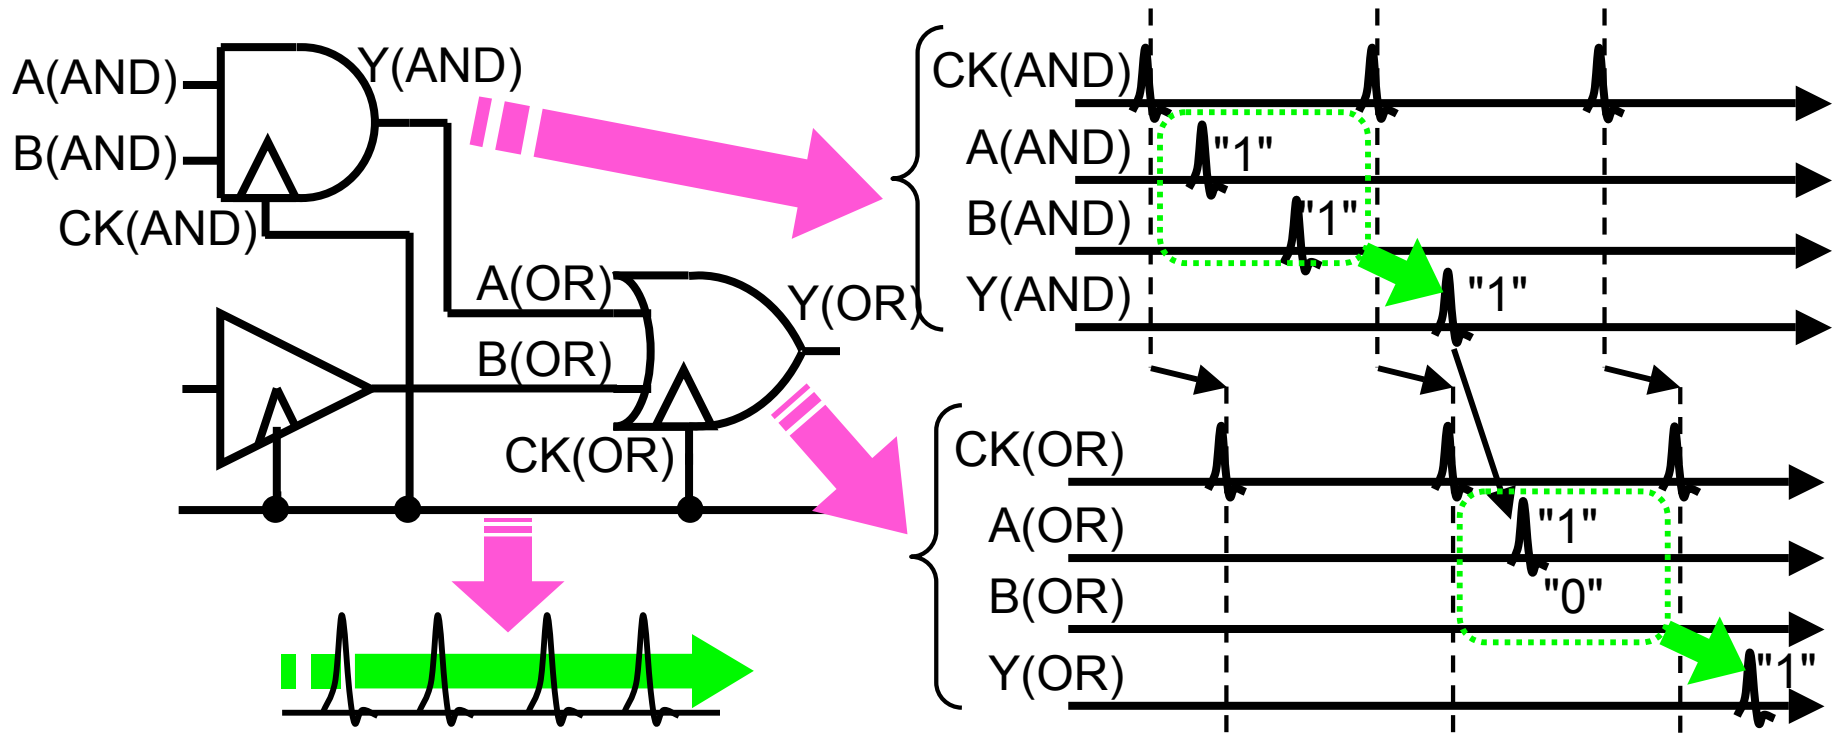 A(AND)
B(AND)
Y(AND)
CK(AND)
A(OR)
B(OR)
Y(OR)
CK(OR)
CK(AND)
A(AND)
"1"
B(AND)
"1"
Y(AND)
"1"
CK(OR)
A(OR)
"1"
B(OR)
"0"
Y(OR)
"1"